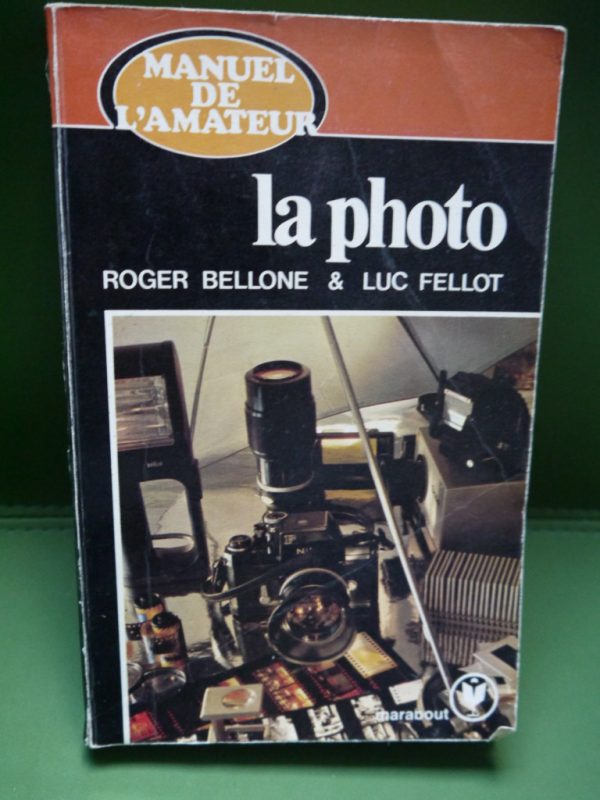 MANUEL
DE
L'AMATEUR
la photo
ROGER BELLONE & LUC FELLOT
marabout